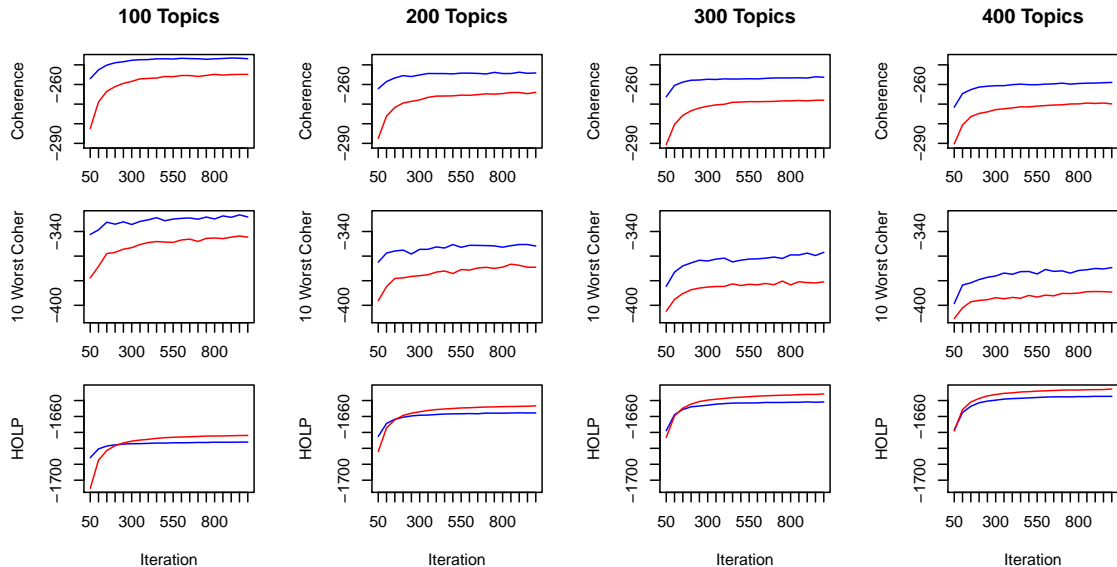 100 Topics
200 Topics
300 Topics
400 Topics
Coherence
−260
−290
50 300 550 800
Coherence
−260
−290
50 300 550 800
Coherence
−260
−290
50 300 550 800
Coherence
−260
−290
50 300 550 800
10 Worst Coher
−340
−400
50 300 550 800
10 Worst Coher
−340
−400
50 300 550 800
10 Worst Coher
−340
−400
50 300 550 800
10 Worst Coher
−340
−400
50 300 550 800
HOLP
−1660
−1700
50 300 550 800
Iteration
HOLP
−1660
−1700
50 300 550 800
Iteration
HOLP
−1660
−1700
50 300 550 800
Iteration
HOLP
−1660
−1700
50 300 550 800
Iteration